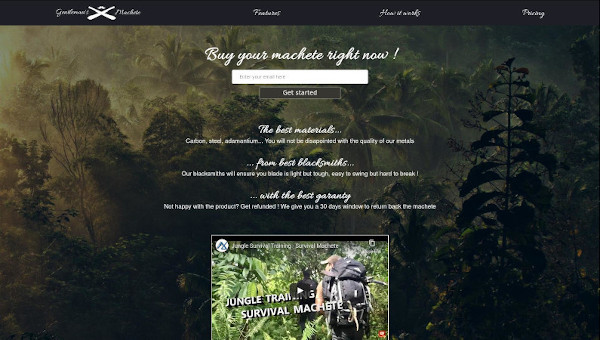 Gentleman's Machete
Features
How it works
Pricing
Buy your machete right now !
Enter your email here
Get started
The best materials...
Carbon, steel, adamantium... You will not be disapointed with the quality of our metals
... from best blacksmiths...
Our blacksmiths will ensure you blade is light but tough, easy to swing but hard to break !
... with the best garanty
Not happy with the product? Get refunded ! We give you a 30 days window to return back the machete
Jungle Survival Training - Survival Machete
JUNGLE TRAINING
SURVIVAL MACHETE